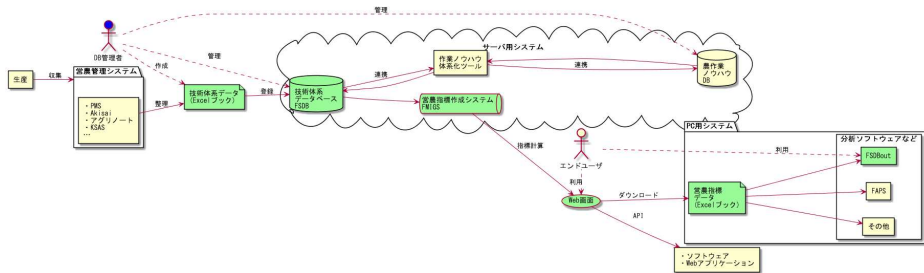 管理
DB管理者
作成
管理
サーバ用システム
作業ノウハウ
体系化ツール
農作業
ノウハウ
DB
連携
連携
生産
収集
営農管理システム
・PMS
・Akisai
・アグリノート
・KSAS
...
整理
技術体系データ
(Excelブック)
登録
技術体系
データベース
FSDB
営農指標作成システム
FMIGS
指標計算
エンドユーザ
利用
利用
Web画面
ダウンロード
API
・ソフトウェア
・Webアプリケーション
PC用システム
営農指標
データ
(Excelブック)
分析ソフトウェアなど
FSDBout
FAPS
その他